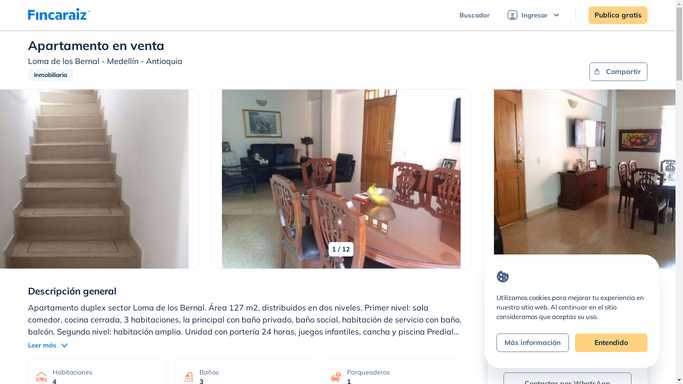 Fincaraiz
Buscador
Ingresar
Publica gratis
Apartamento en venta
Loma de los Bernal - Medellín - Antioquia
Inmobiliaria
Compartir
1 / 12
Descripción general
Apartamento duplex sector Loma de los Bernal. Área 127 m2, distribuidos en dos niveles. Primer nivel: sala
comedor, cocina cerrada, 3 habitaciones, la principal con baño privado, baño social, habitación de servicio con baño,
balcón. Segundo nivel: habitación amplia. Unidad con portería 24 horas, juegos infantiles, cancha y piscina Predial...
Leer más
Habitaciones
4
Baños
3
Parqueaderos
1
Utilizamos cookies para mejorar tu experiencia en
nuestro sitio web. Al continuar en el sitio
consideramos que aceptas su uso.
Más información
Entendido
Contactar por WhatsApp